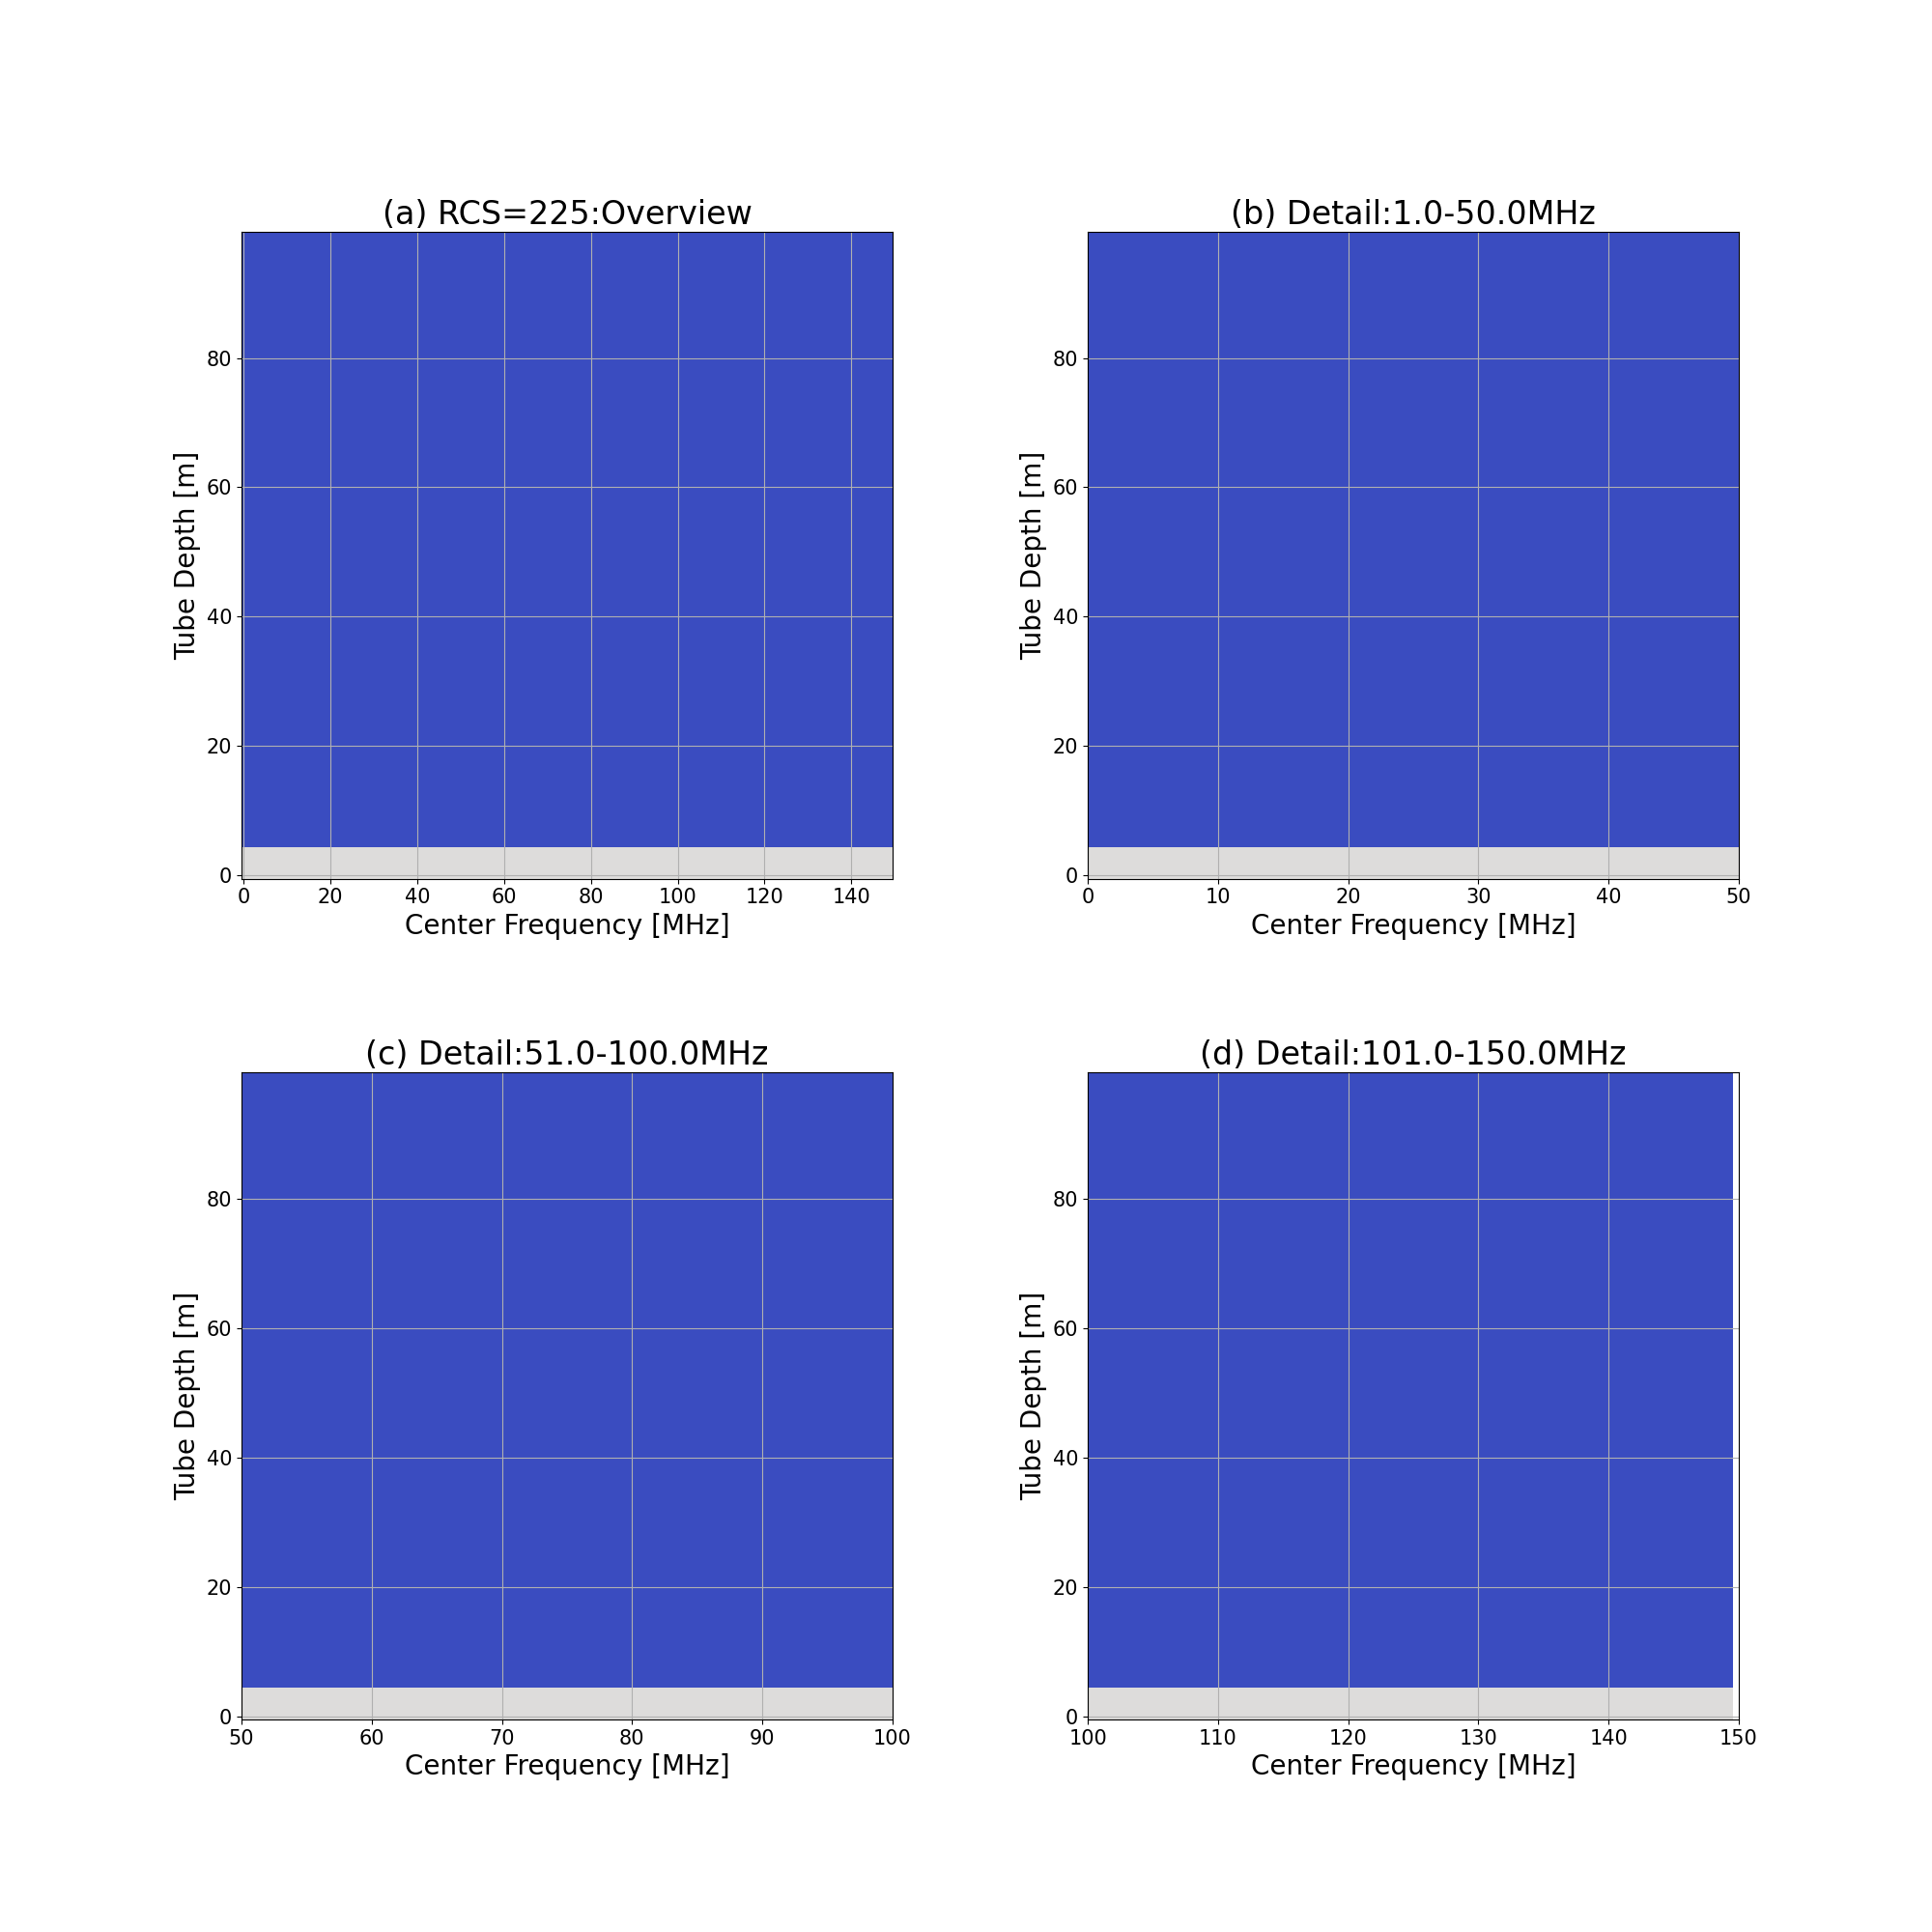 (a) RCS=225:Overview
80
60
40
20
0
Tube Depth [m]
0 20 40 60 80 100 120 140
Center Frequency [MHz]
(b) Detail:1.0-50.0MHz
80
60
40
20
0
Tube Depth [m]
0 10 20 30 40 50
Center Frequency [MHz]
(c) Detail:51.0-100.0MHz
80
60
40
20
0
Tube Depth [m]
50 60 70 80 90 100
Center Frequency [MHz]
(d) Detail:101.0-150.0MHz
80
60
40
20
0
Tube Depth [m]
100 110 120 130 140 150
Center Frequency [MHz]